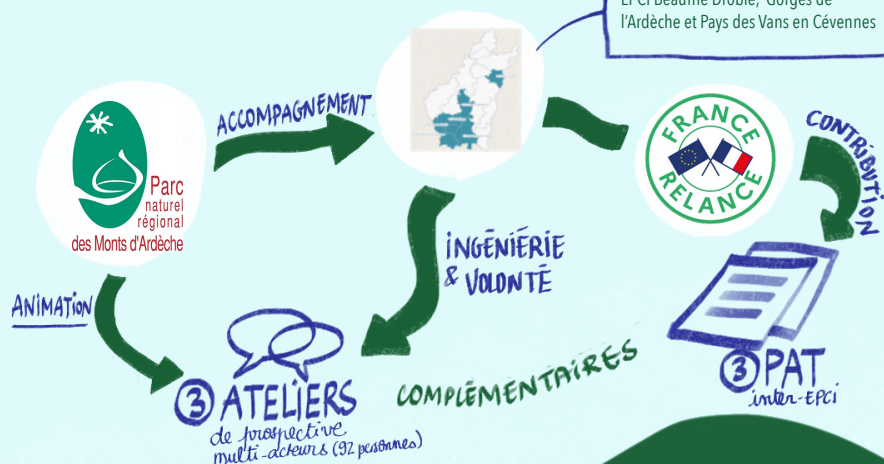 EPCI Beaume Drobie, Gorges de
l'Ardèche et Pays des Vans en Cévennes
ACCOMPAGNEMENT
FRANCE
RELANCE
CONTRIBUTION
Parc
naturel
régional
des Monts d'Ardèche
INGÉNIÉRIE
& VOLONTÉ
ANIMATION
3 ATELIERS
de prospective
multi-acteurs (92 personnes)
COMPLÉMENTAIRES
3 PAT
inter-EPCI